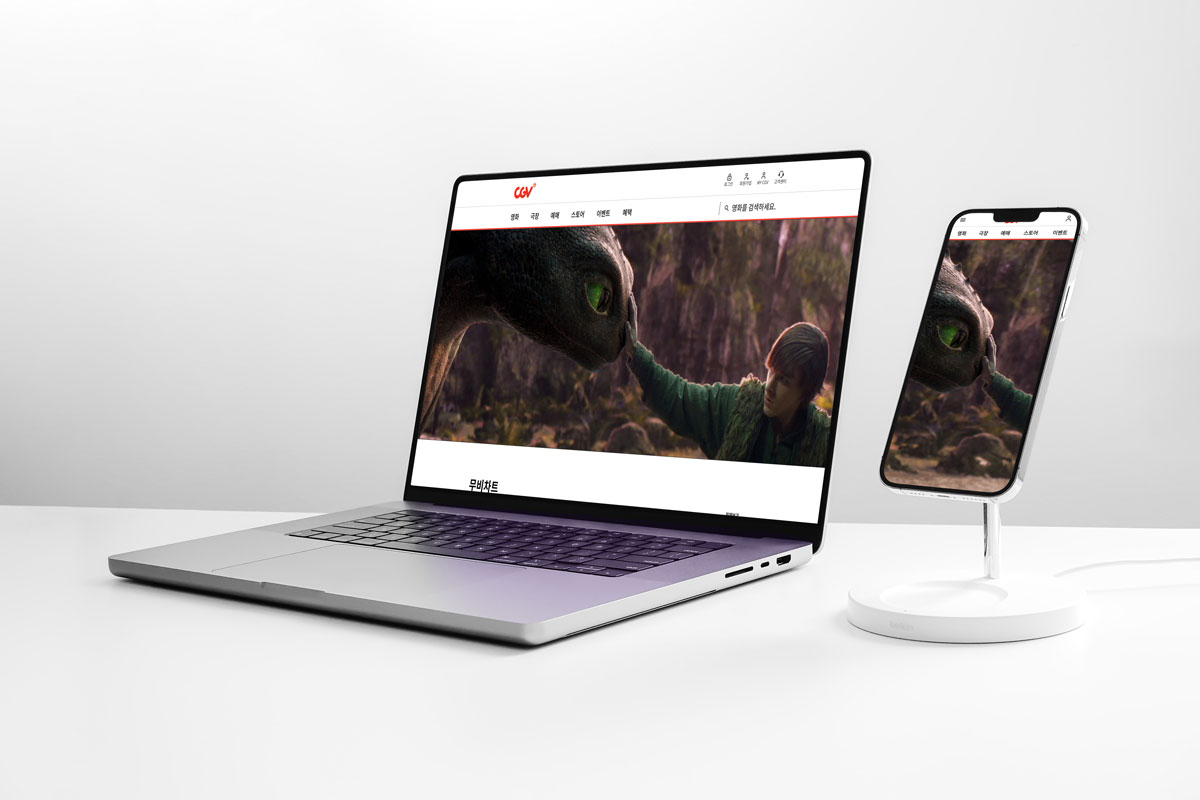 CGV
로그인 회원가입 MY CGV 고객센터
영화 극장 예매 스토어 이벤트 혜택
영화를 검색하세요.
무비차트
영화 극장 예매 스토어 이벤트
belkin